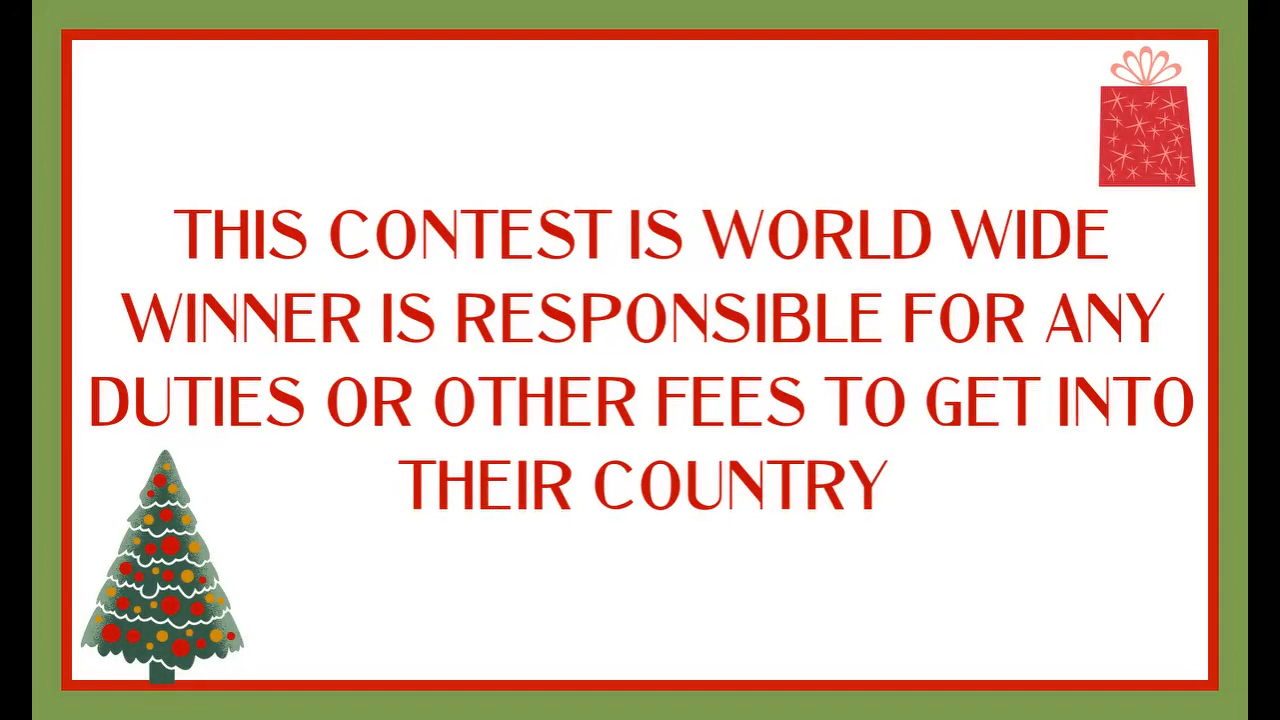 THIS CONTEST IS WORLD WIDE
WINNER IS RESPONSIBLE FOR ANY
DUTIES OR OTHER FEES TO GET INTO
THEIR COUNTRY